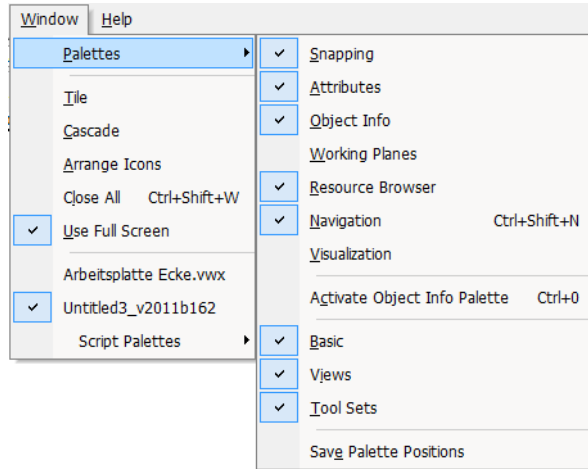 Window Help
Palettes
Tile
Cascade
Arrange Icons
Close All Ctrl+Shift+W
Use Full Screen
Arbeitsplatte Ecke.vwx
Untitled3_v2011b162
Script Palettes
Snapping
Attributes
Object Info
Working Planes
Resource Browser
Navigation Ctrl+Shift+N
Visualization
Activate Object Info Palette Ctrl+0
Basic
Views
Tool Sets
Save Palette Positions